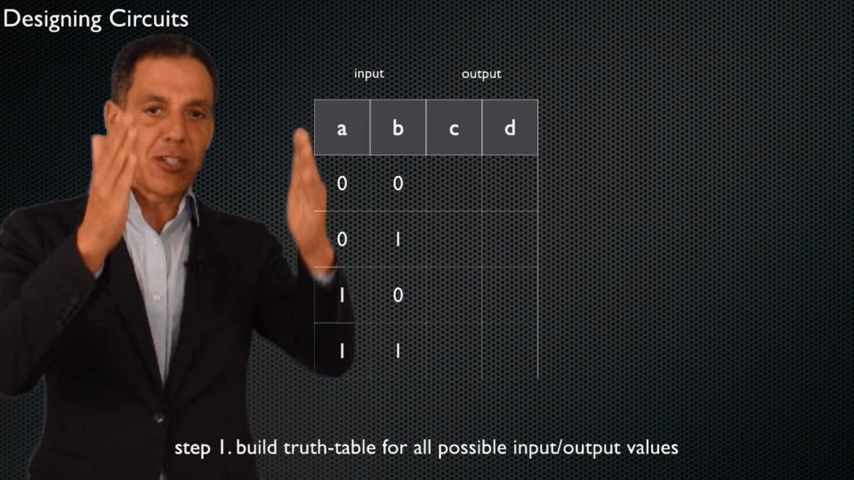 Designing Circuits
input output
a b c d
0 0
0 1
1 0
1 1
step 1. build truth-table for all possible input/output values